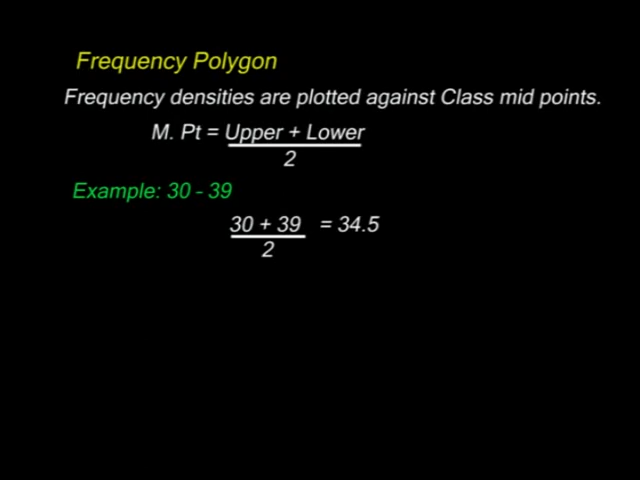 Frequency Polygon
Frequency densities are plotted against Class mid points.
M. Pt = Upper + Lower
2
Example: 30 - 39
30 + 39 = 34.5
2